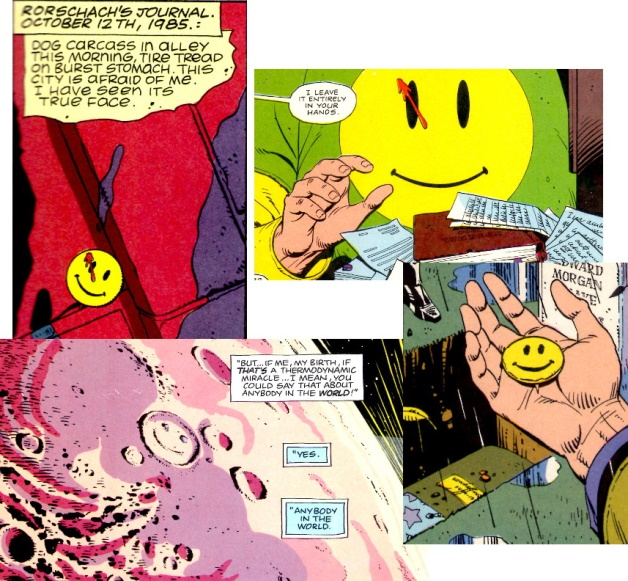 RORSCHACH'S JOURNAL.
OCTOBER 12TH, 1985.:
DOG CARCASS IN ALLEY
THIS MORNING, TIRE TREAD
ON BURST STOMACH. THIS
CITY IS AFRAID OF ME.
I HAVE SEEN ITS
TRUE FACE.
I LEAVE
IT ENTIRELY
IN YOUR
HANDS.
MORGAN
"BUT...IF ME, MY BIRTH, IF
THAT'S A THERMODYNAMIC
MIRACLE...I MEAN, YOU
COULD SAY THAT ABOUT
ANYBODY IN THE WORLD!"
"YES.
"ANYBODY
IN THE
WORLD.